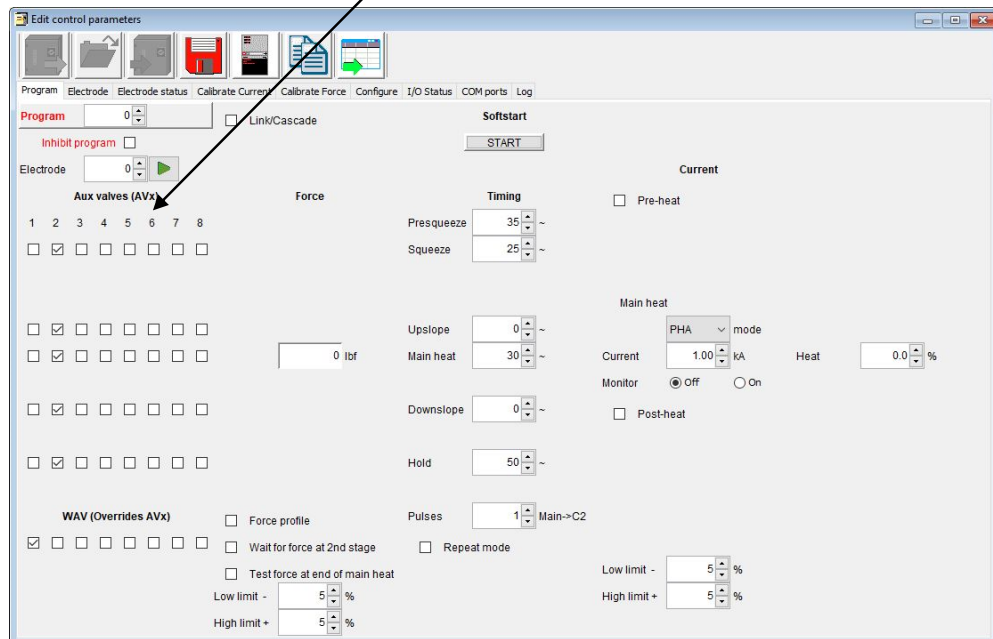 Edit control parameters
Program Electrode Electrode status Calibrate Current Calibrate Force Configure I/O Status COM ports Log
Program 0 Link/Cascade Softstart
Inhibit program START
Electrode 0 Current
Aux valves (AVx) Force Timing Pre-heat
1 2 3 4 5 6 7 8 Presqueeze 35 ~
Squeeze 25 ~
Main heat
Upslope 0 ~ PHA mode
0 lbf Main heat 30 ~ Current 1.00 kA Heat 0.0 %
Monitor Off On
Downslope 0 ~ Post-heat
Hold 50 ~
WAV (Overrides AVx) Force profile Pulses 1 Main->C2
Wait for force at 2nd stage Repeat mode
Test force at end of main heat Low limit - 5 %
Low limit - 5 % High limit + 5 %
High limit + 5 %